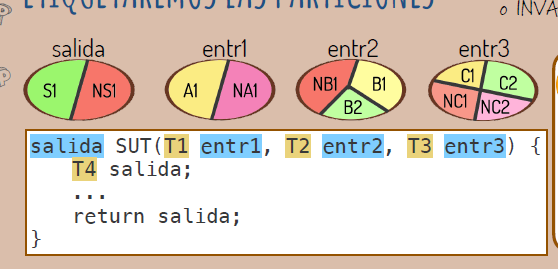 ETIQUETAREMOS LAS PARTICIONES
o INVA
salida entr1 entr2 entr3
S1 NS1 A1 NA1 NB1 B1 B2 C1 C2 NC1 NC2
salida SUT(T1 entr1, T2 entr2, T3 entr3) {
T4 salida;
...
return salida;
}